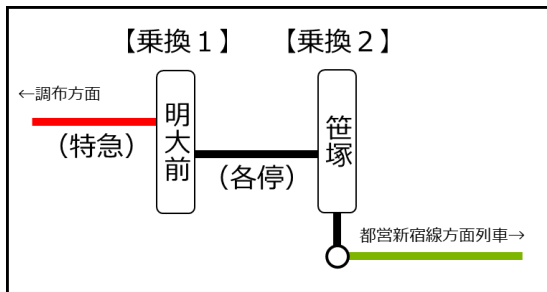 【乗換１】
【乗換２】
←調布方面
明大前
笹塚
（特急）
（各停）
都営新宿線方面列車→